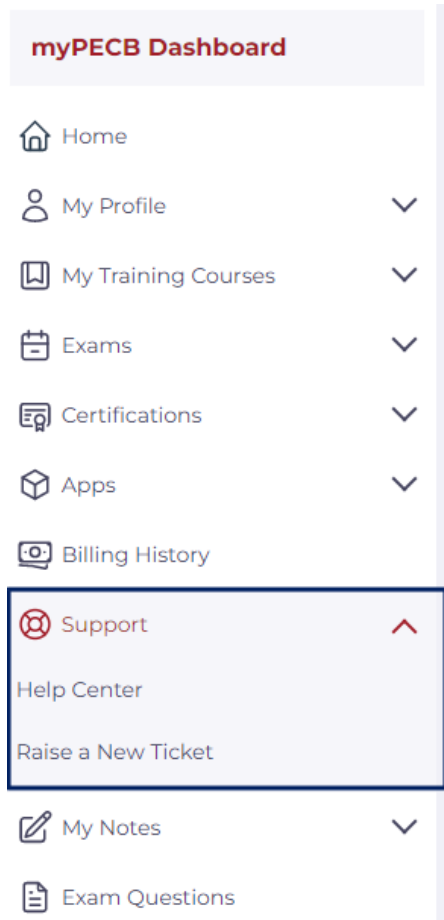 myPECB Dashboard
Home
My Profile
My Training Courses
Exams
Certifications
Apps
Billing History
Support
Help Center
Raise a New Ticket
My Notes
Exam Questions